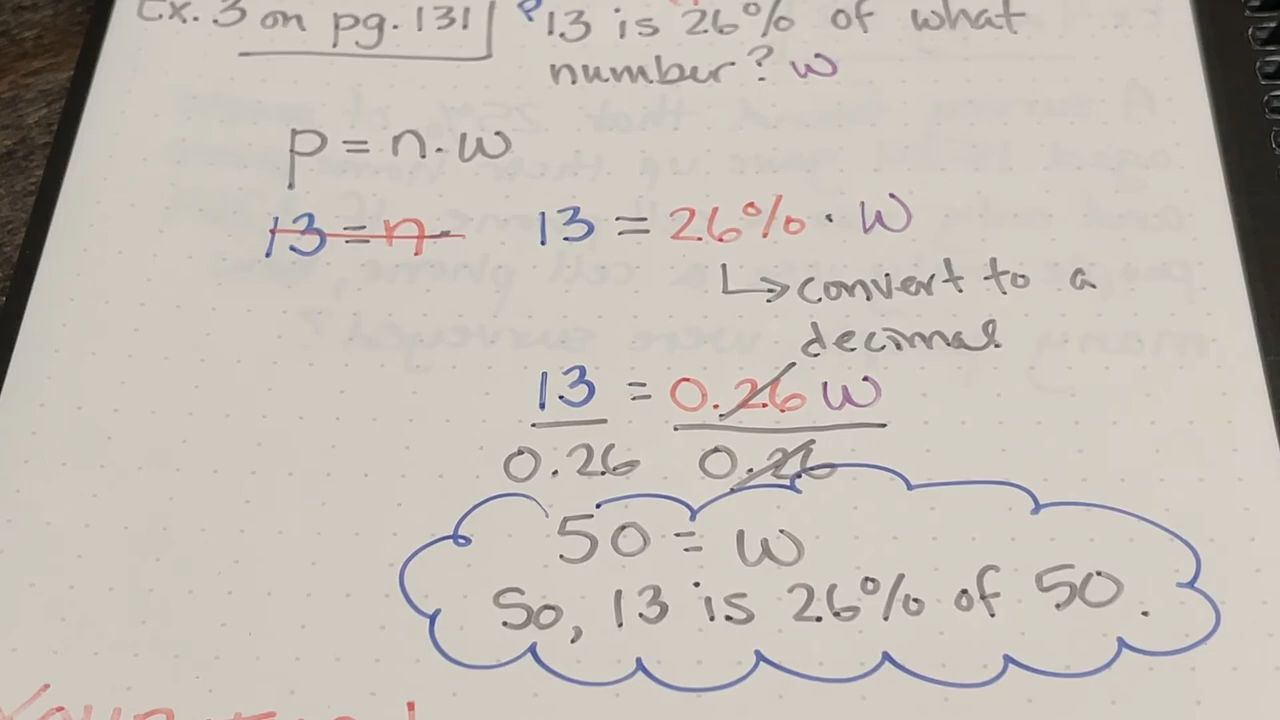 Ex. 3 on pg. 131
P 13 is 26% of what
number? w
p = n · w
13 = n · 13 = 26% · w
↳ convert to a
decimal
13 = 0.26 w
0.26 0.26
50 = w
So, 13 is 26% of 50.